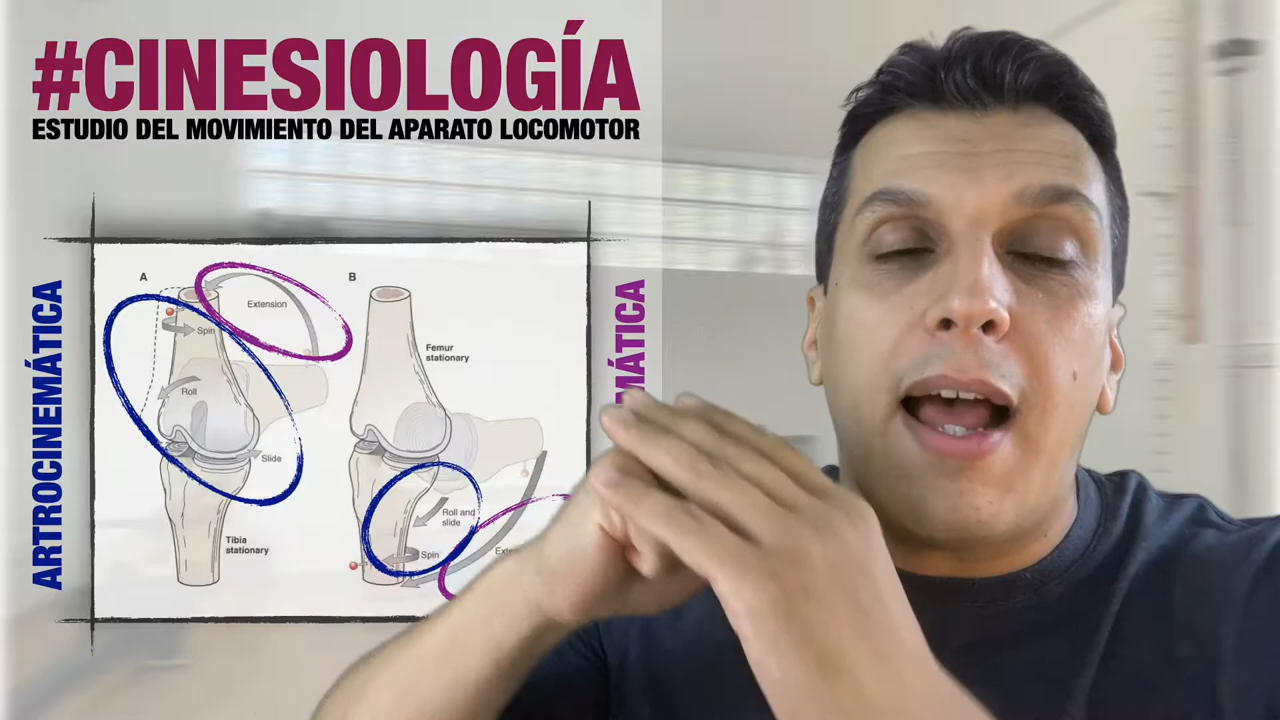 #CINESIOLOGÍA
ESTUDIO DEL MOVIMIENTO DEL APARATO LOCOMOTOR
ARTROCINEMÁTICA
A
Extension
Spin
Roll
Slide
Tibia
stationary
B
Femur
stationary
Roll and
slide
Spin